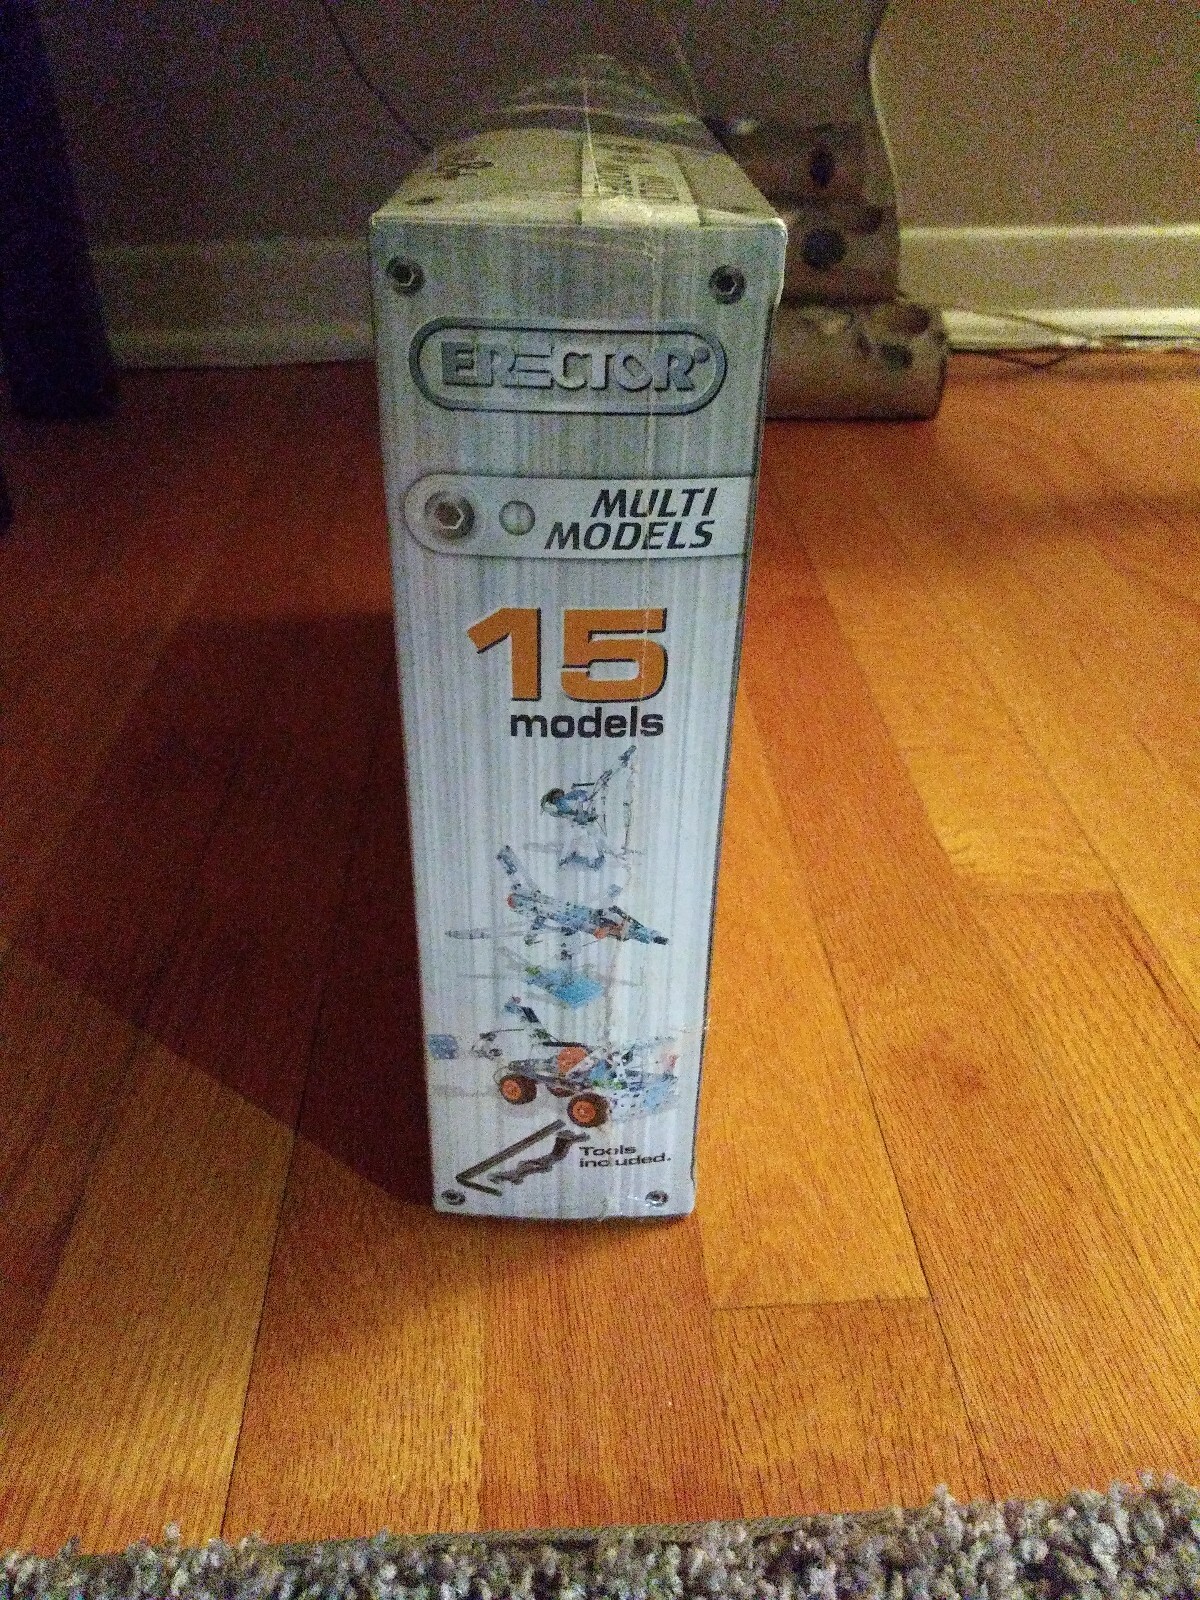 ERECTOR
MULTI
MODELS
15
models
Tools
included.